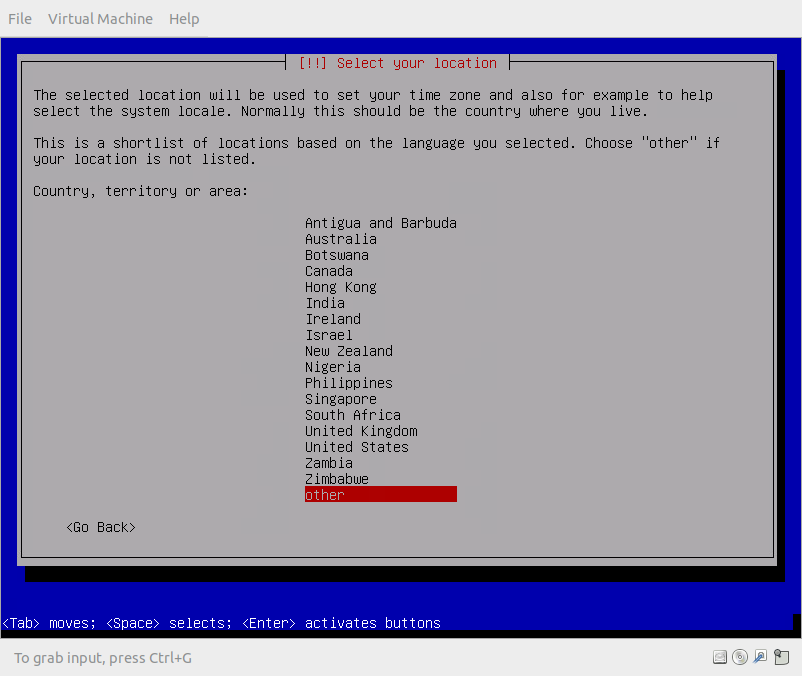 File Virtual Machine Help
[!!] Select your location
The selected location will be used to set your time zone and also for example to help
select the system locale. Normally this should be the country where you live.
This is a shortlist of locations based on the language you selected. Choose "other" if
your location is not listed.
Country, territory or area:
Antigua and Barbuda
Australia
Botswana
Canada
Hong Kong
India
Ireland
Israel
New Zealand
Nigeria
Philippines
Singapore
South Africa
United Kingdom
United States
Zambia
Zimbabwe
other
<Go Back>
<Tab> moves; <Space> selects; <Enter> activates buttons
To grab input, press Ctrl+G